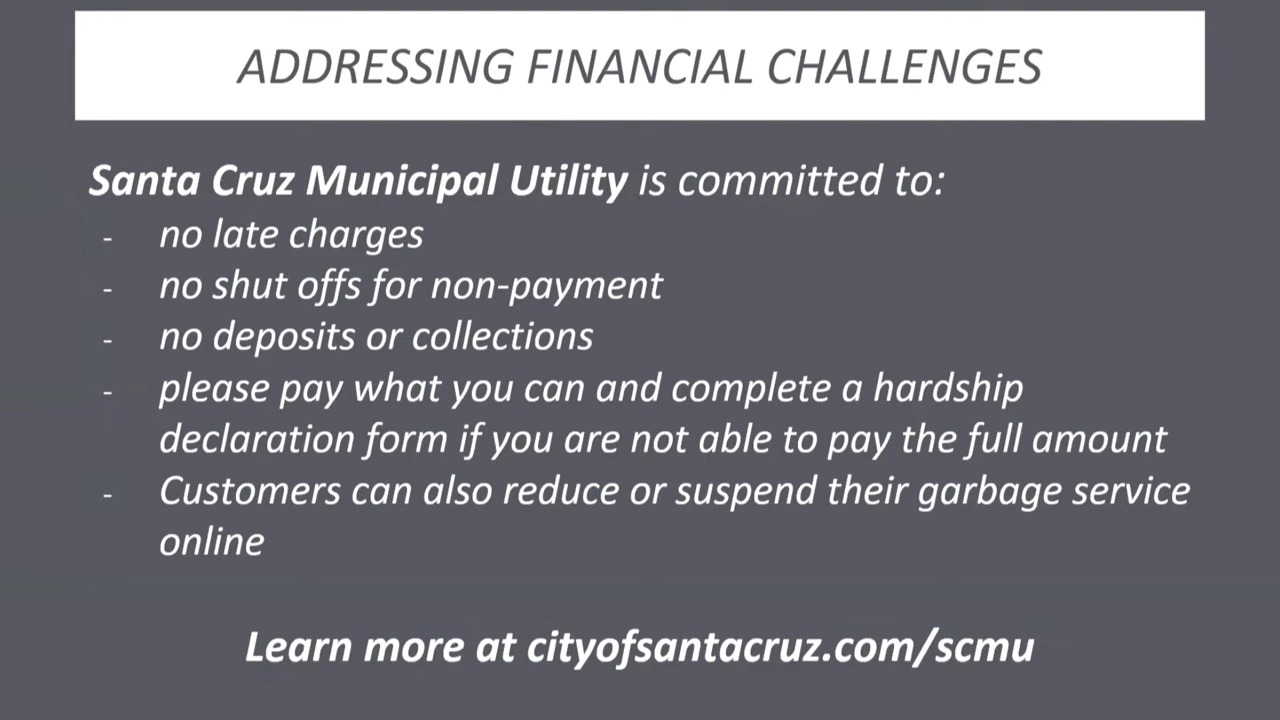 ADDRESSING FINANCIAL CHALLENGES
Santa Cruz Municipal Utility is committed to:
- no late charges
- no shut offs for non-payment
- no deposits or collections
- please pay what you can and complete a hardship
declaration form if you are not able to pay the full amount
- Customers can also reduce or suspend their garbage service
online
Learn more at cityofsantacruz.com/scmu